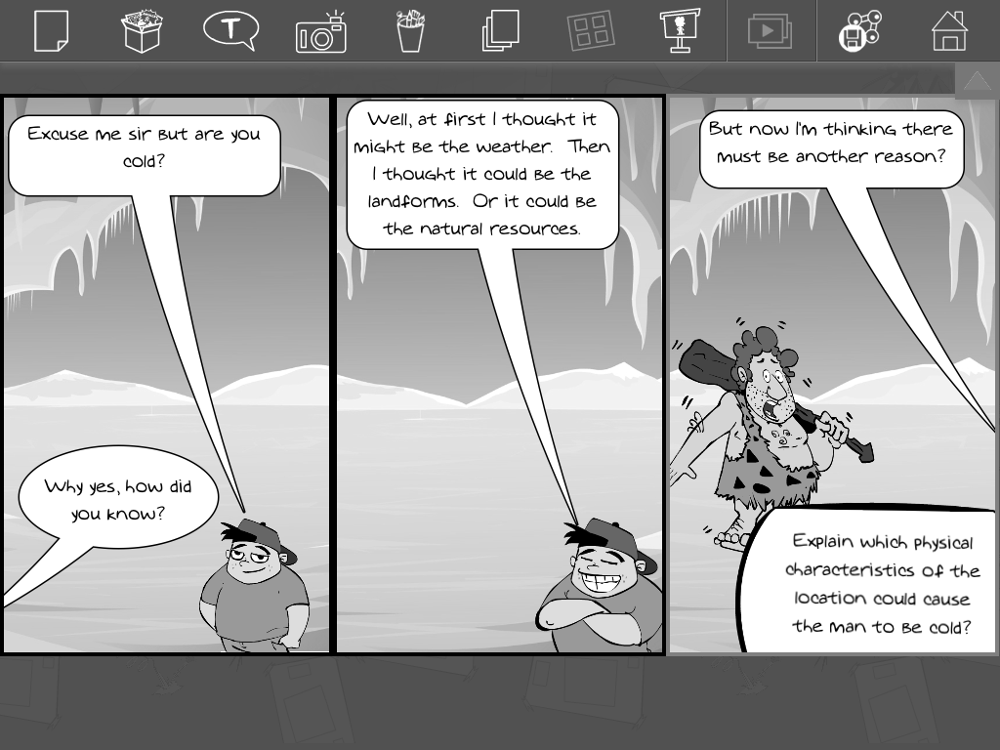 T
Excuse me sir but are you
cold?
Why yes, how did
you know?
Well, at first I thought it
might be the weather. Then
I thought it could be the
landforms. Or it could be
the natural resources.
But now I'm thinking there
must be another reason?
Explain which physical
characteristics of the
location could cause
the man to be cold?